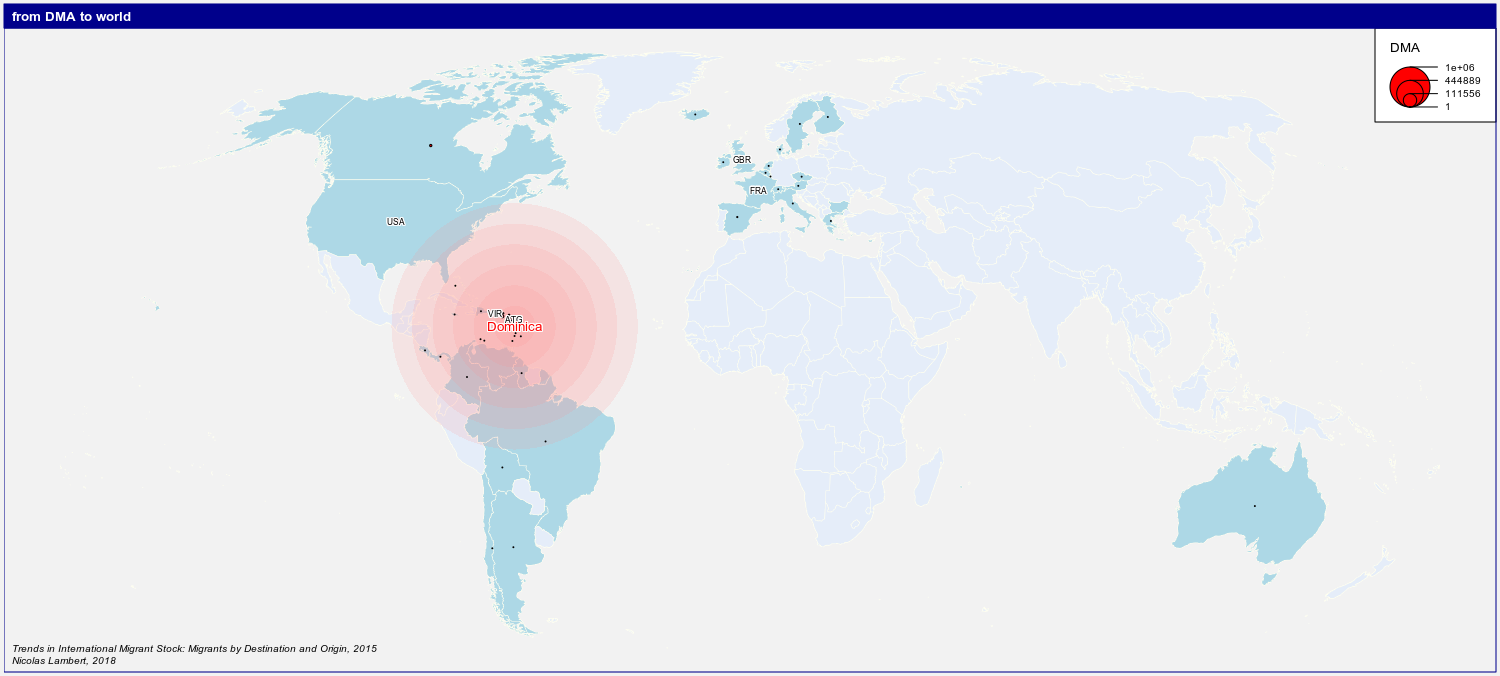 from DMA to world
DMA
1e+06
444889
111556
1
GBR
FRA
USA
VIR
ATG
Dominica
Trends in International Migrant Stock: Migrants by Destination and Origin, 2015
Nicolas Lambert, 2018